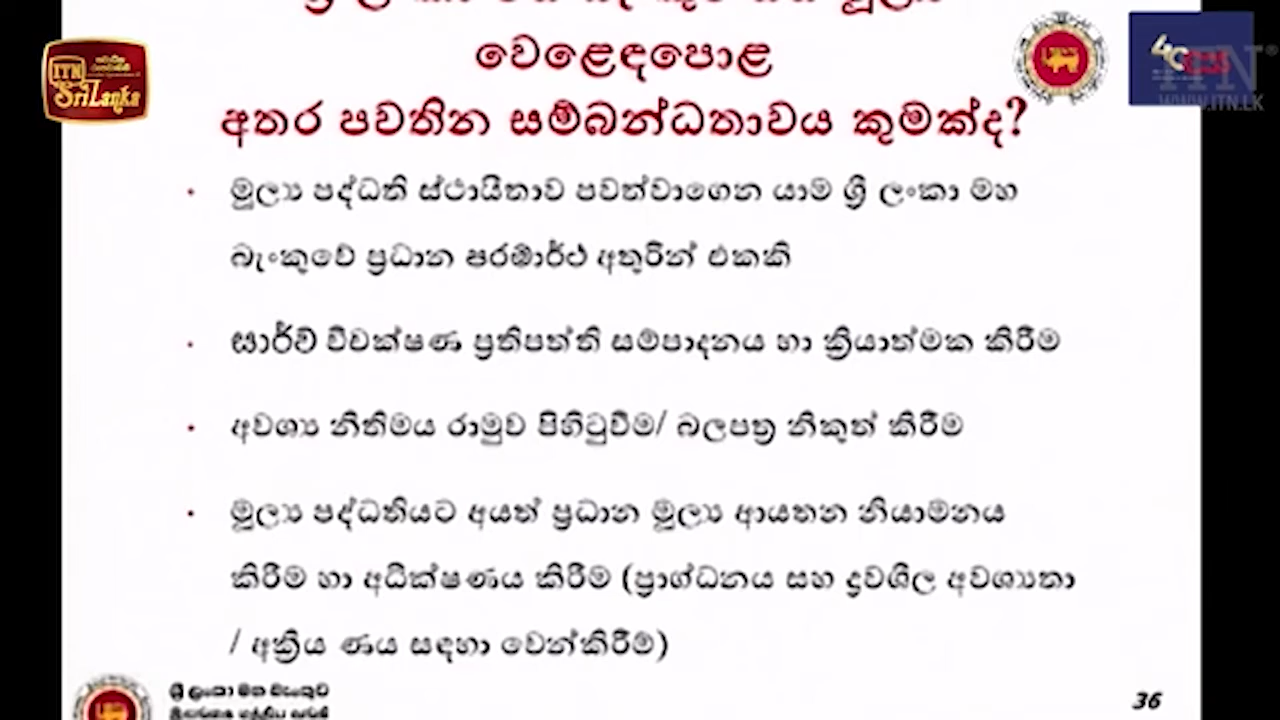 වෙළෙඳපොළ
අතර පවතින සම්බන්ධතාවය කුමක්ද?
ITN
Sri Lanka
ITN
WWW.ITN.LK
• මූල්‍ය පද්ධති ස්ථායීතාව පවත්වාගෙන යාම ශ්‍රී ලංකා මහ
බැංකුවේ ප්‍රධාන පරමාර්ථ අතුරින් එකකි
• සාර්ව විචක්ෂණ ප්‍රතිපත්ති සම්පාදනය හා ක්‍රියාත්මක කිරීම
• අවශ්‍ය නීතිමය රාමුව පිහිටුවීම/ බලපත්‍ර නිකුත් කිරීම
• මූල්‍ය පද්ධතියට අයත් ප්‍රධාන මූල්‍ය ආයතන නියාමනය
කිරීම හා අධීක්ෂණය කිරීම (ප්‍රාග්ධනය සහ ද්‍රවශීල අවශ්‍යතා
/ අක්‍රීය ණය සඳහා වෙන්කිරීම්)
ශ්‍රී ලංකා මහ බැංකුව
36